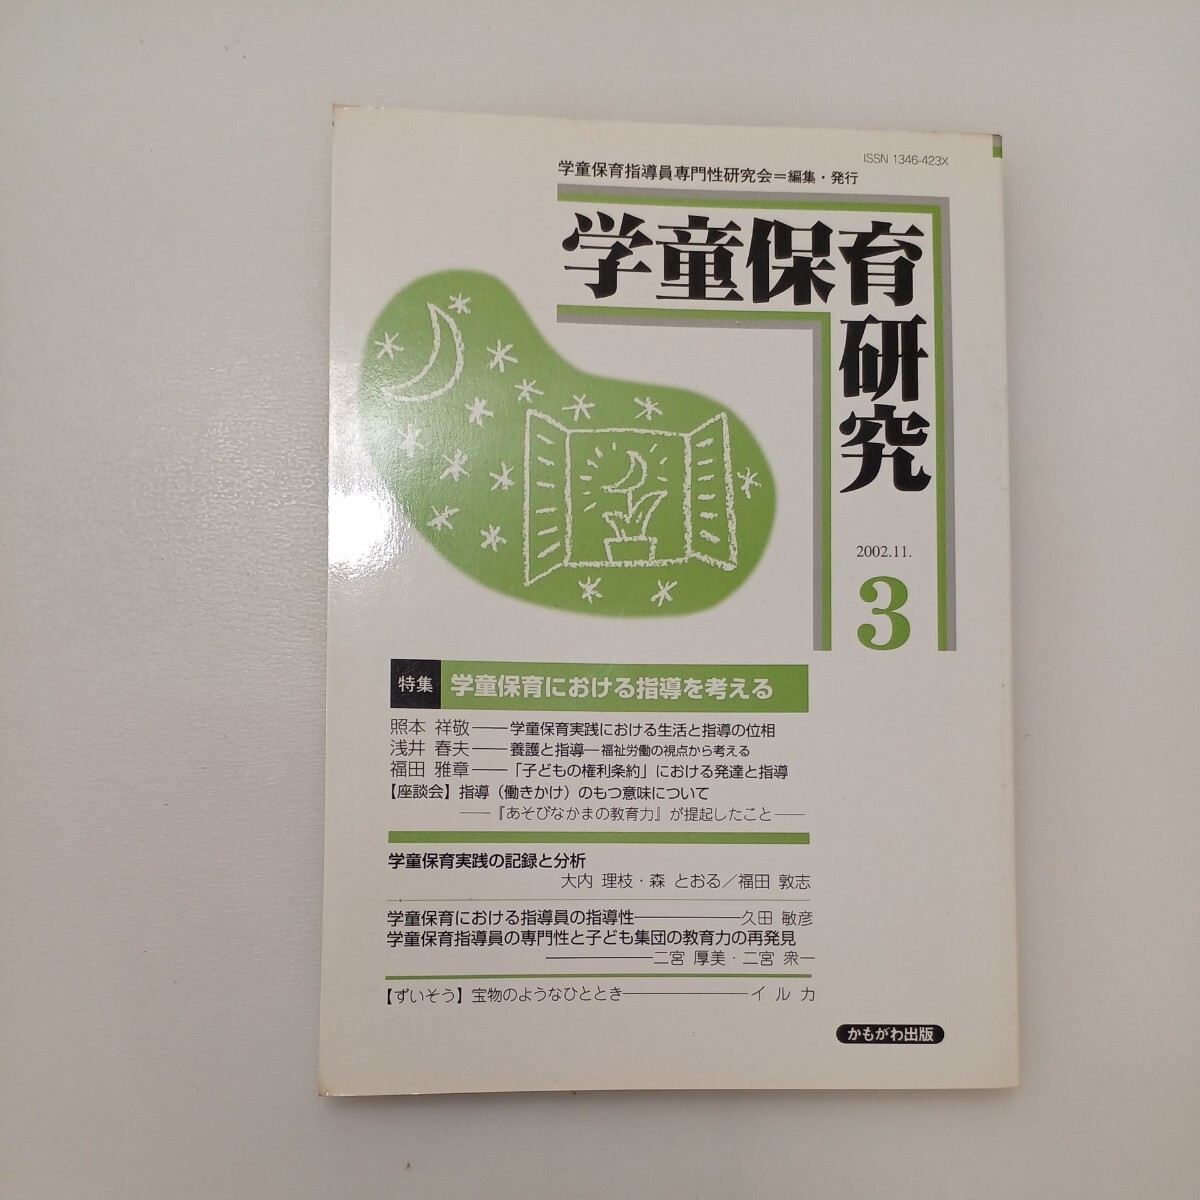 ISSN 1346-423X
学童保育指導員専門性研究会＝編集・発行
学童保育
研究
2002.11.
3
特集 学童保育における指導を考える
照本 祥敬――学童保育実践における生活と指導の位相
浅井 春夫――養護と指導―福祉労働の視点から考える
福田 雅章――「子どもの権利条約」における発達と指導
【座談会】指導（働きかけ）のもつ意味について
――『あそびなかまの教育力』が提起したこと――
学童保育実践の記録と分析
大内 理枝・森 とおる／福田 敦志
学童保育における指導員の指導性――――久田 敏彦
学童保育指導員の専門性と子ども集団の教育力の再発見
――――二宮 厚美・二宮 衆一
【ずいそう】宝物のようなひととき――――イルカ
かもがわ出版